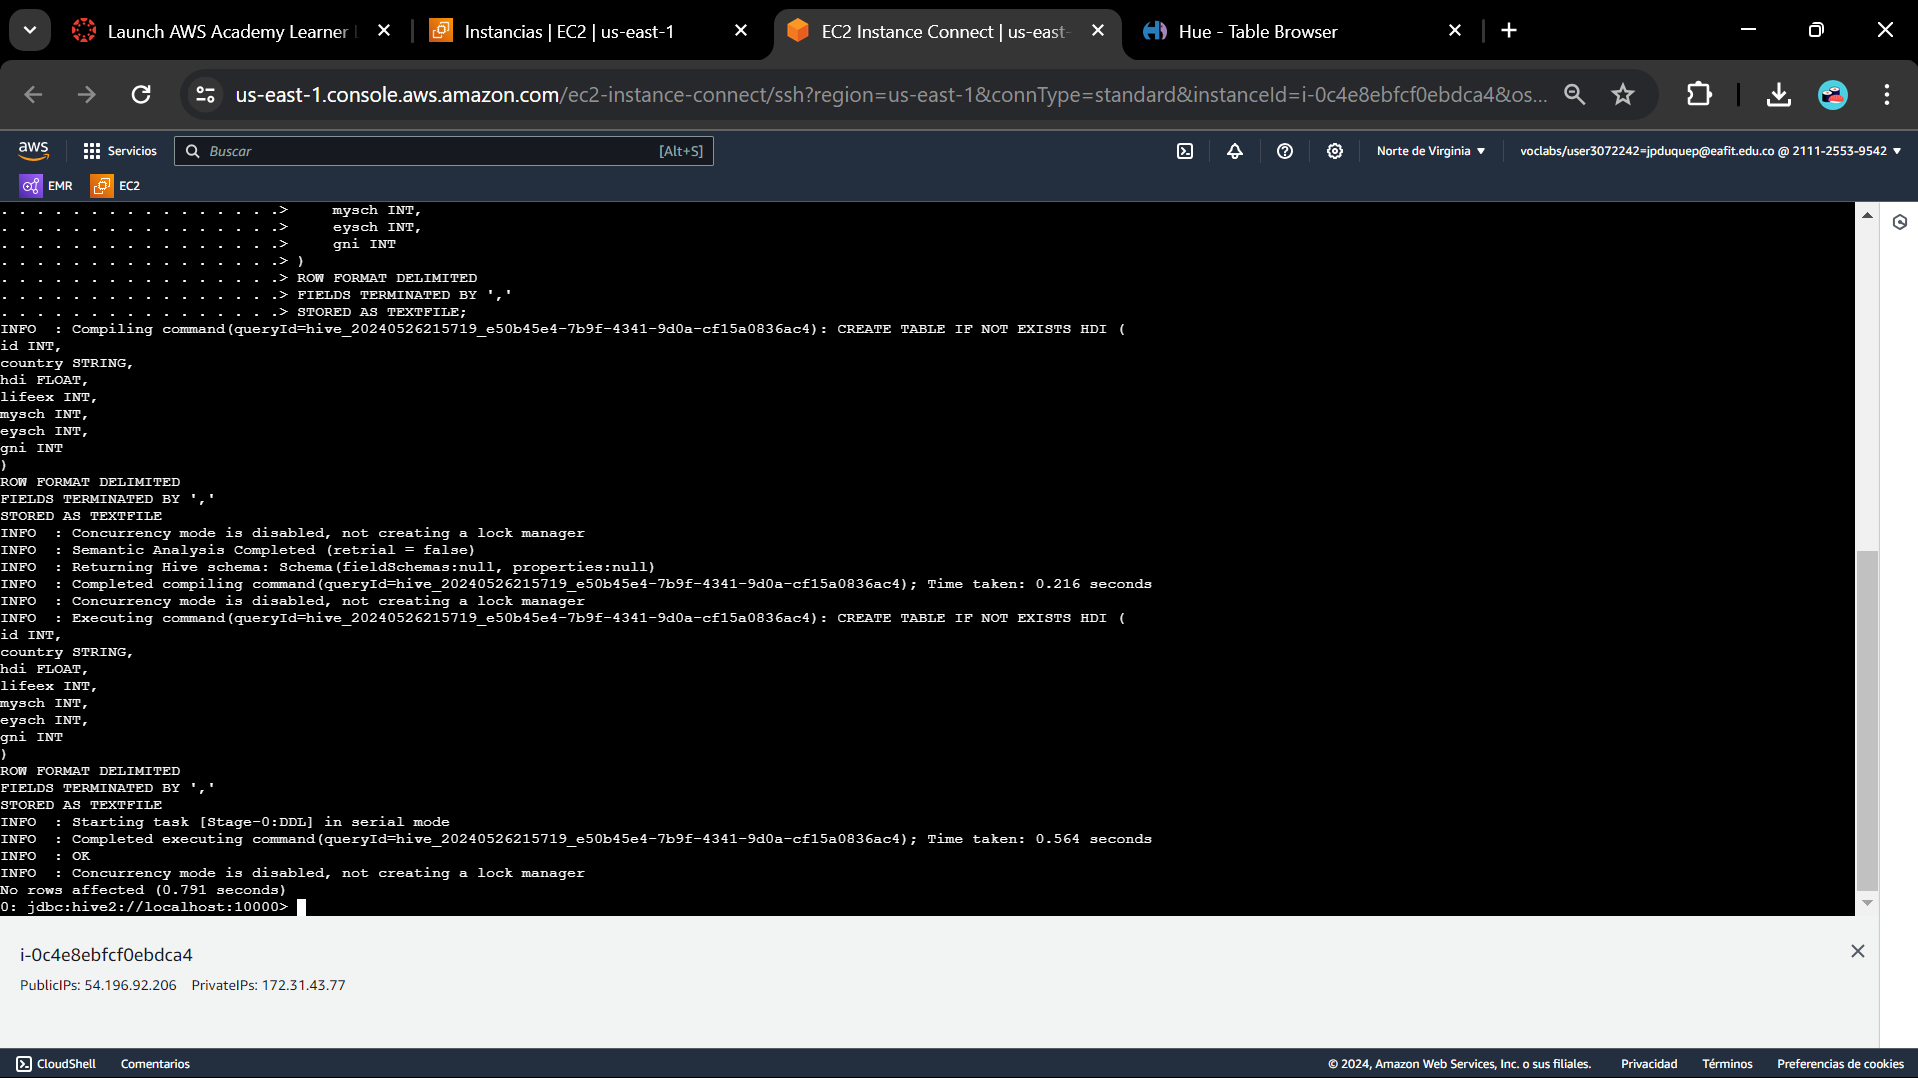 Launch AWS Academy Learner L
Instancias | EC2 | us-east-1
EC2 Instance Connect | us-east-
Hue - Table Browser
us-east-1.console.aws.amazon.com/ec2-instance-connect/ssh?region=us-east-1&connType=standard&instanceId=i-0c4e8ebfcf0ebdca4&os...
aws
Servicios
Buscar
[Alt+S]
Norte de Virginia
voclabs/user3072242=jpduquep@eafit.edu.co @ 2111-2553-9542
EMR
EC2
. . . . . . . . . . . . . . . .>     mysch INT,
. . . . . . . . . . . . . . . .>     eysch INT,
. . . . . . . . . . . . . . . .>     gni INT
. . . . . . . . . . . . . . . .> )
. . . . . . . . . . . . . . . .> ROW FORMAT DELIMITED
. . . . . . . . . . . . . . . .> FIELDS TERMINATED BY ','
. . . . . . . . . . . . . . . .> STORED AS TEXTFILE;
INFO  : Compiling command(queryId=hive_20240526215719_e50b45e4-7b9f-4341-9d0a-cf15a0836ac4): CREATE TABLE IF NOT EXISTS HDI (
id INT,
country STRING,
hdi FLOAT,
lifeex INT,
mysch INT,
eysch INT,
gni INT
)
ROW FORMAT DELIMITED
FIELDS TERMINATED BY ','
STORED AS TEXTFILE
INFO  : Concurrency mode is disabled, not creating a lock manager
INFO  : Semantic Analysis Completed (retrial = false)
INFO  : Returning Hive schema: Schema(fieldSchemas:null, properties:null)
INFO  : Completed compiling command(queryId=hive_20240526215719_e50b45e4-7b9f-4341-9d0a-cf15a0836ac4); Time taken: 0.216 seconds
INFO  : Concurrency mode is disabled, not creating a lock manager
INFO  : Executing command(queryId=hive_20240526215719_e50b45e4-7b9f-4341-9d0a-cf15a0836ac4): CREATE TABLE IF NOT EXISTS HDI (
id INT,
country STRING,
hdi FLOAT,
lifeex INT,
mysch INT,
eysch INT,
gni INT
)
ROW FORMAT DELIMITED
FIELDS TERMINATED BY ','
STORED AS TEXTFILE
INFO  : Starting task [Stage-0:DDL] in serial mode
INFO  : Completed executing command(queryId=hive_20240526215719_e50b45e4-7b9f-4341-9d0a-cf15a0836ac4); Time taken: 0.564 seconds
INFO  : OK
INFO  : Concurrency mode is disabled, not creating a lock manager
No rows affected (0.791 seconds)
0: jdbc:hive2://localhost:10000>
i-0c4e8ebfcf0ebdca4
PublicIPs: 54.196.92.206    PrivateIPs: 172.31.43.77
CloudShell
Comentarios
© 2024, Amazon Web Services, Inc. o sus filiales.
Privacidad
Términos
Preferencias de cookies